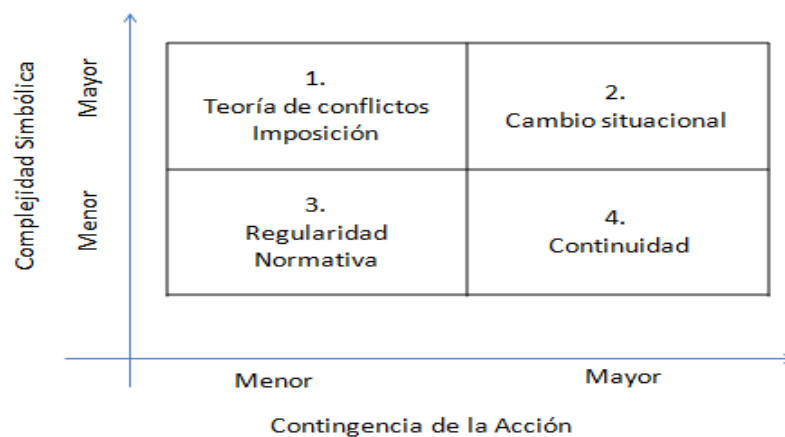 Complejidad Simbólica
Mayor
Menor
1.
Teoría de conflictos
Imposición
2.
Cambio situacional
3.
Regularidad
Normativa
4.
Continuidad
Menor
Mayor
Contingencia de la Acción